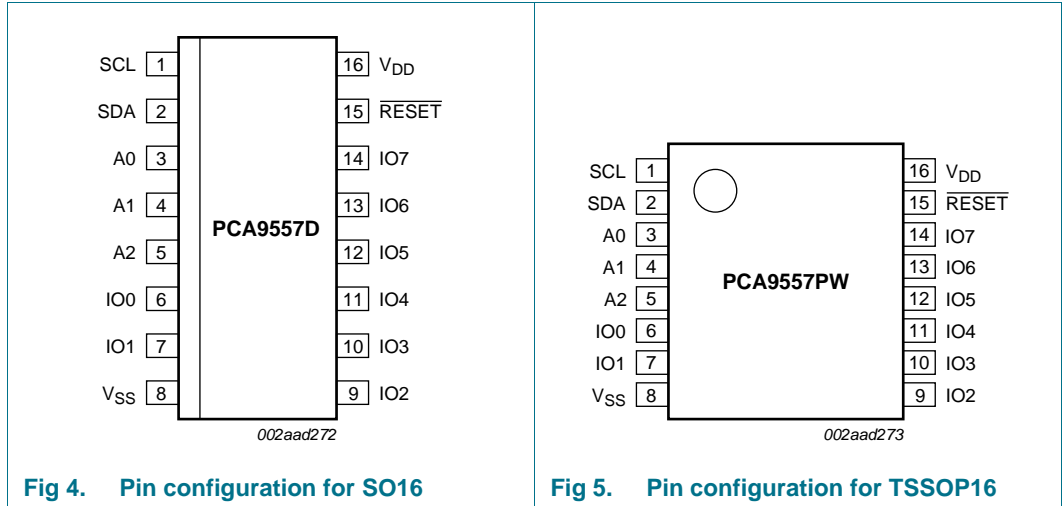 SCL 1 16 VDD
SDA 2 15 RESET
A0 3 14 IO7
A1 4 13 IO6
PCA9557D
A2 5 12 IO5
IO0 6 11 IO4
IO1 7 10 IO3
VSS 8 9 IO2
002aad272
Fig 4. Pin configuration for SO16
SCL 1 16 VDD
SDA 2 15 RESET
A0 3 14 IO7
A1 4 13 IO6
PCA9557PW
A2 5 12 IO5
IO0 6 11 IO4
IO1 7 10 IO3
VSS 8 9 IO2
002aad273
Fig 5. Pin configuration for TSSOP16